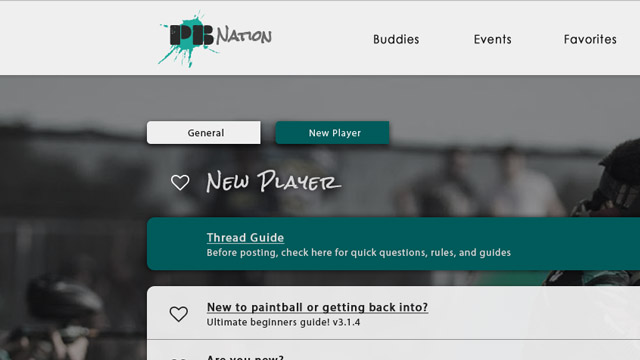 PB Nation
Buddies Events Favorites
General New Player
New Player
Thread Guide
Before posting, check here for quick questions, rules, and guides
New to paintball or getting back into?
Ultimate beginners guide! v3.1.4
Are you new?